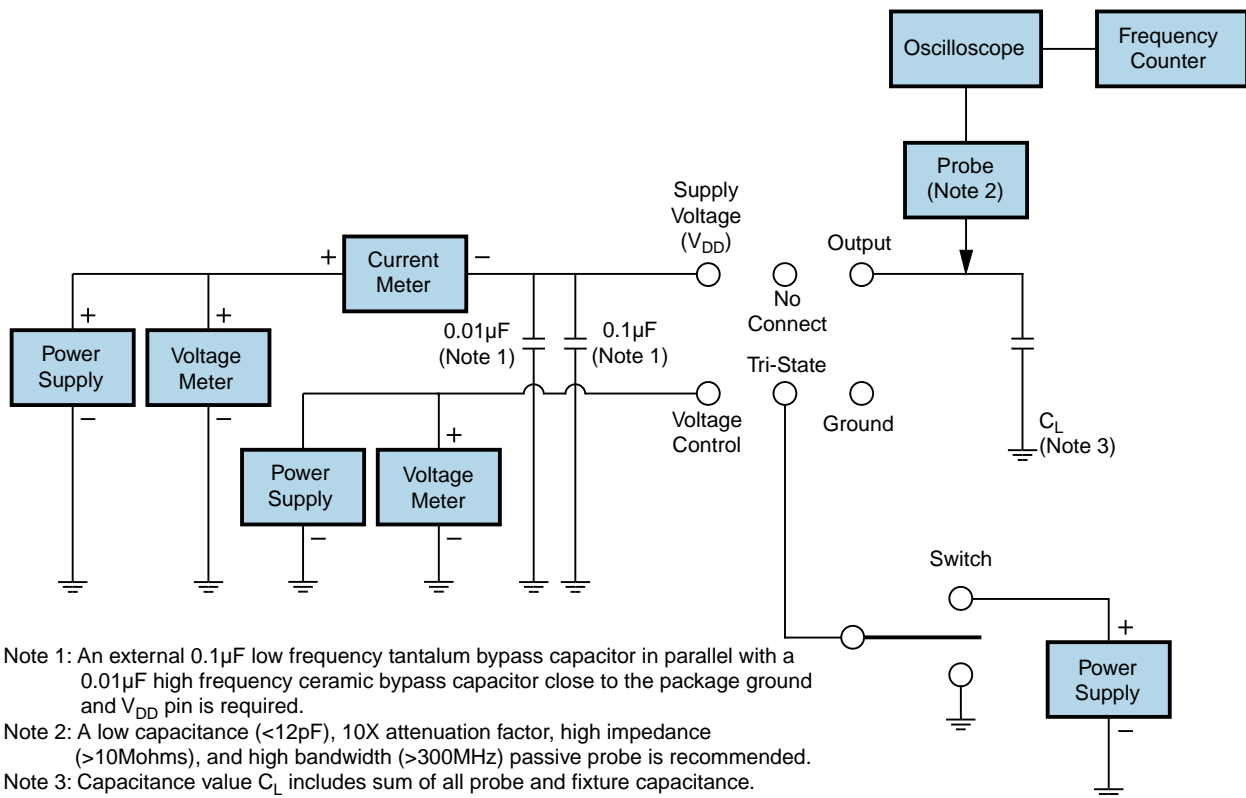 Oscilloscope
Frequency
Counter
Probe
(Note 2)
Supply
Voltage
(VDD)
Output
+
Current
Meter
−
No
Connect
+
Power
Supply
−
+
Voltage
Meter
−
0.01µF
(Note 1)
0.1µF
(Note 1)
Tri-State
Voltage
Control
Ground
CL
(Note 3)
Power
Supply
−
+
Voltage
Meter
−
Switch
+
Power
Supply
−
Note 1: An external 0.1µF low frequency tantalum bypass capacitor in parallel with a
0.01µF high frequency ceramic bypass capacitor close to the package ground
and VDD pin is required.
Note 2: A low capacitance (<12pF), 10X attenuation factor, high impedance
(>10Mohms), and high bandwidth (>300MHz) passive probe is recommended.
Note 3: Capacitance value CL includes sum of all probe and fixture capacitance.